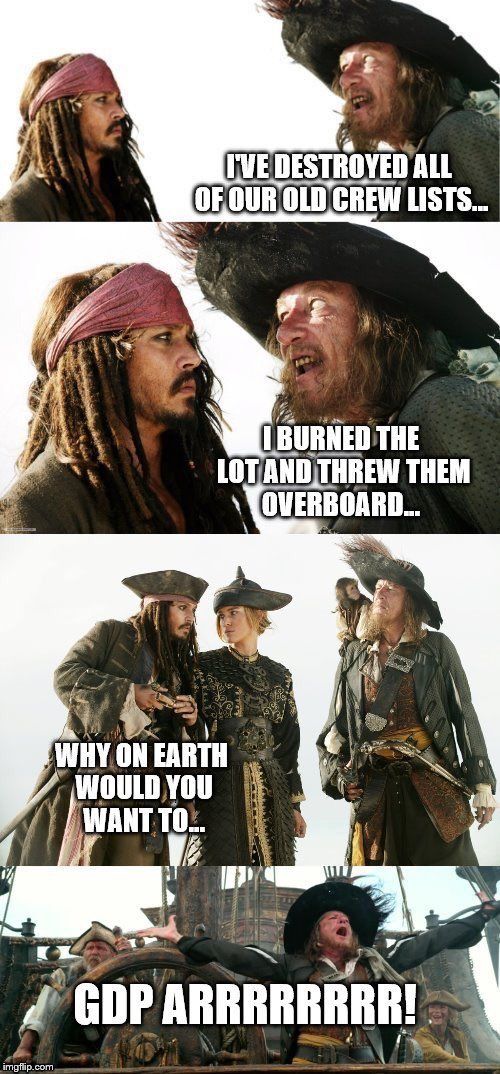 I'VE DESTROYED ALL
OF OUR OLD CREW LISTS...
I BURNED THE
LOT AND THREW THEM
OVERBOARD...
WHY ON EARTH
WOULD YOU
WANT TO...
GDP ARRRRRRRR!
imgflip.com